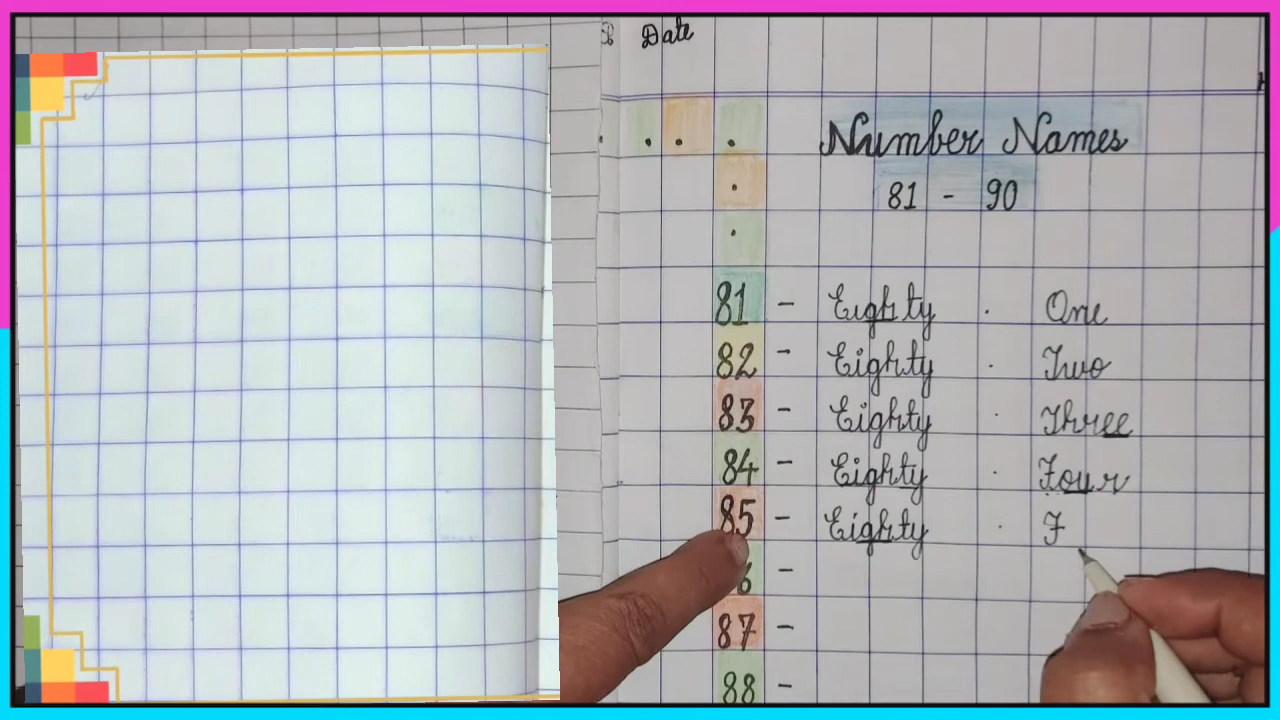 Date
Number Names
81 - 90
81 - Eighty . One
82 - Eighty . Two
83 - Eighty . Three
84 - Eighty . Four
85 - Eighty . F
6 -
87 -
88 -